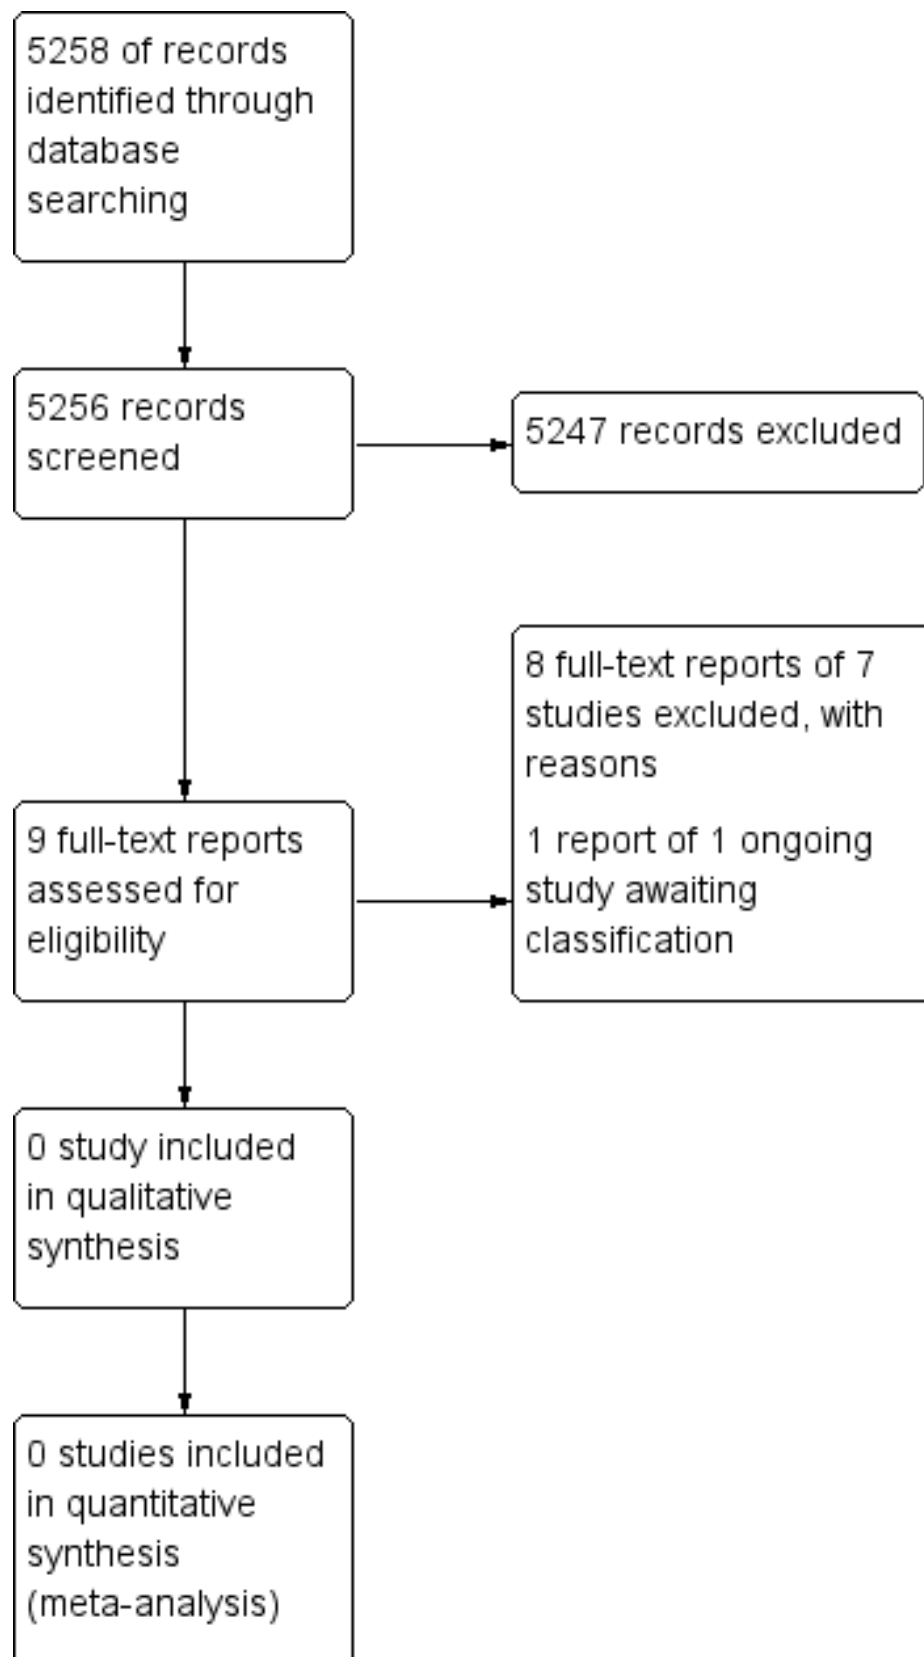 5258 of records
identified through
database
searching
5256 records
screened
5247 records excluded
8 full-text reports of 7
studies excluded, with
reasons
1 report of 1 ongoing
study awaiting
classification
9 full-text reports
assessed for
eligibility
0 study included
in qualitative
synthesis
0 studies included
in quantitative
synthesis
(meta-analysis)